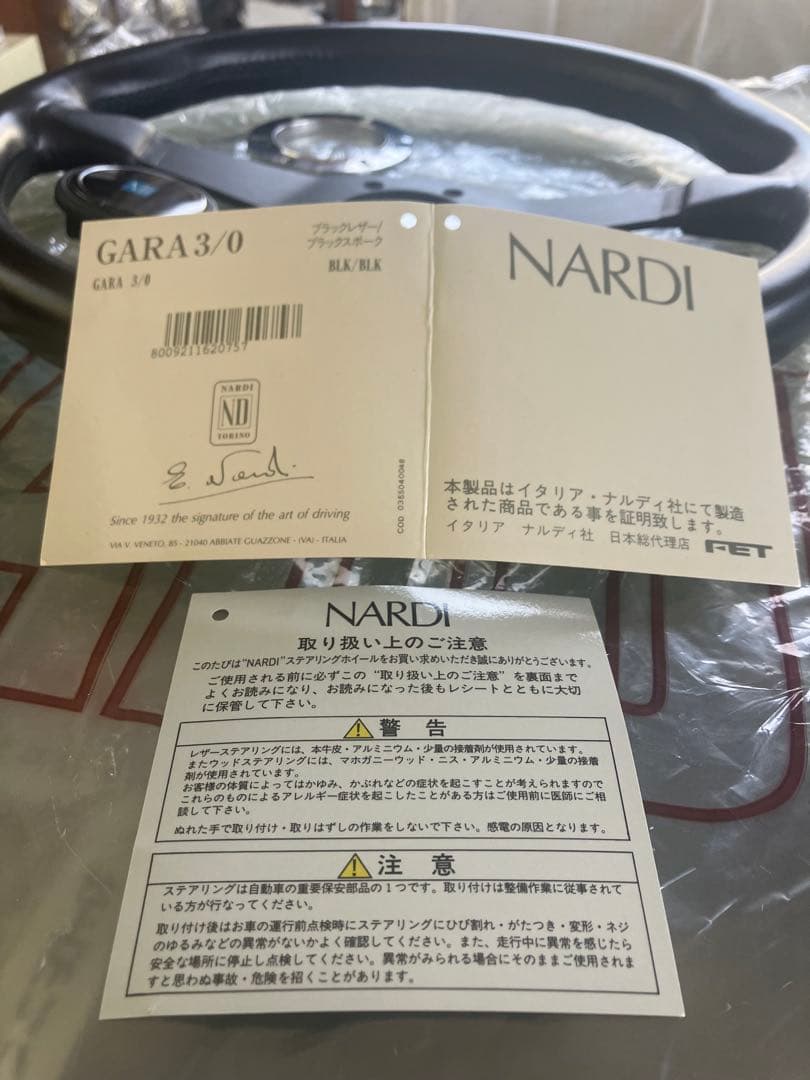 GARA 3/0
GARA 3/0
ブラックレザー/
ブラックスポーク
BLK/BLK
8009211620757
NARDI
ND
TORINO
E. Nardi
Since 1932 the signature of the art of driving
VIA V. VENETO, 85 - 21040 ABBIATE GUAZZONE - (VA) - ITALIA
COD. 0355040048
NARDI
本製品はイタリア・ナルディ社にて製造
された商品である事を証明致します。
イタリア ナルディ社 日本総代理店 FET
NARDI
取り扱い上のご注意
このたびは"NARDI"ステアリングホイールをお買い求めいただき誠にありがとうございます。
ご使用される前に必ずこの "取り扱い上のご注意" を裏面まで
よくお読みになり、お読みになった後もレシートとともに大切
に保管して下さい。
警 告
レザーステアリングには、本牛皮・アルミニウム・少量の接着剤が使用されています。
またウッドステアリングには、マホガニーウッド・ニス・アルミニウム・少量の接着
剤が使用されています。
お客様の体質によってはかゆみ、かぶれなどの症状を起こすことが考えられますので
これらのものによるアレルギー症状を起こしたことがある方はご使用前に医師にご相
談して下さい。
ぬれた手で取り付け・取りはずしの作業をしないで下さい。感電の原因となります。
注 意
ステアリングは自動車の重要保安部品の1つです。取り付けは整備作業に従事されて
いる方が行なってください。
取り付け後はお車の運行前点検時にステアリングにひび割れ・がたつき・変形・ネジ
のゆるみなどの異常がないかよく確認してください。また、走行中に異常を感じたら
安全な場所に停止し点検してください。異常がみられる場合にそのままご使用されま
すと思わぬ事故・危険を招くことがあります。